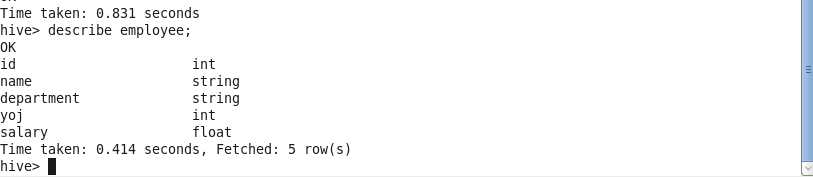 Time taken: 0.831 seconds
hive> describe employee;
OK
id                      int
name                    string
department              string
yoj                     int
salary                  float
Time taken: 0.414 seconds, Fetched: 5 row(s)
hive>